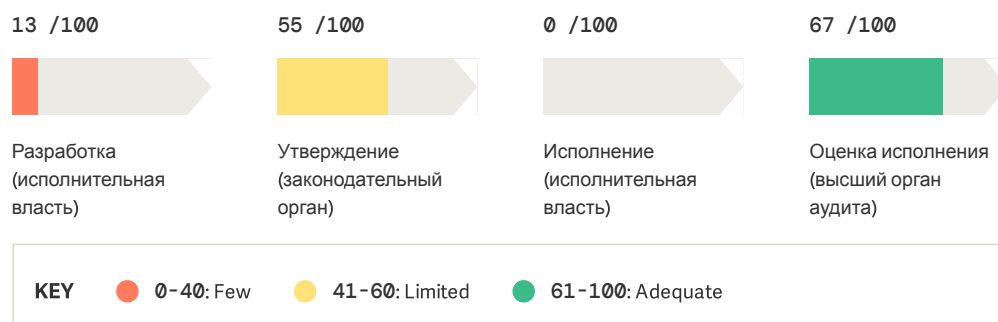 13 /100
55 /100
0 /100
67 /100
Разработка
(исполнительная
власть)
Утверждение
(законодательный
орган)
Исполнение
(исполнительная
власть)
Оценка исполнения
(высший орган
аудита)
KEY
0-40: Few
41-60: Limited
61-100: Adequate